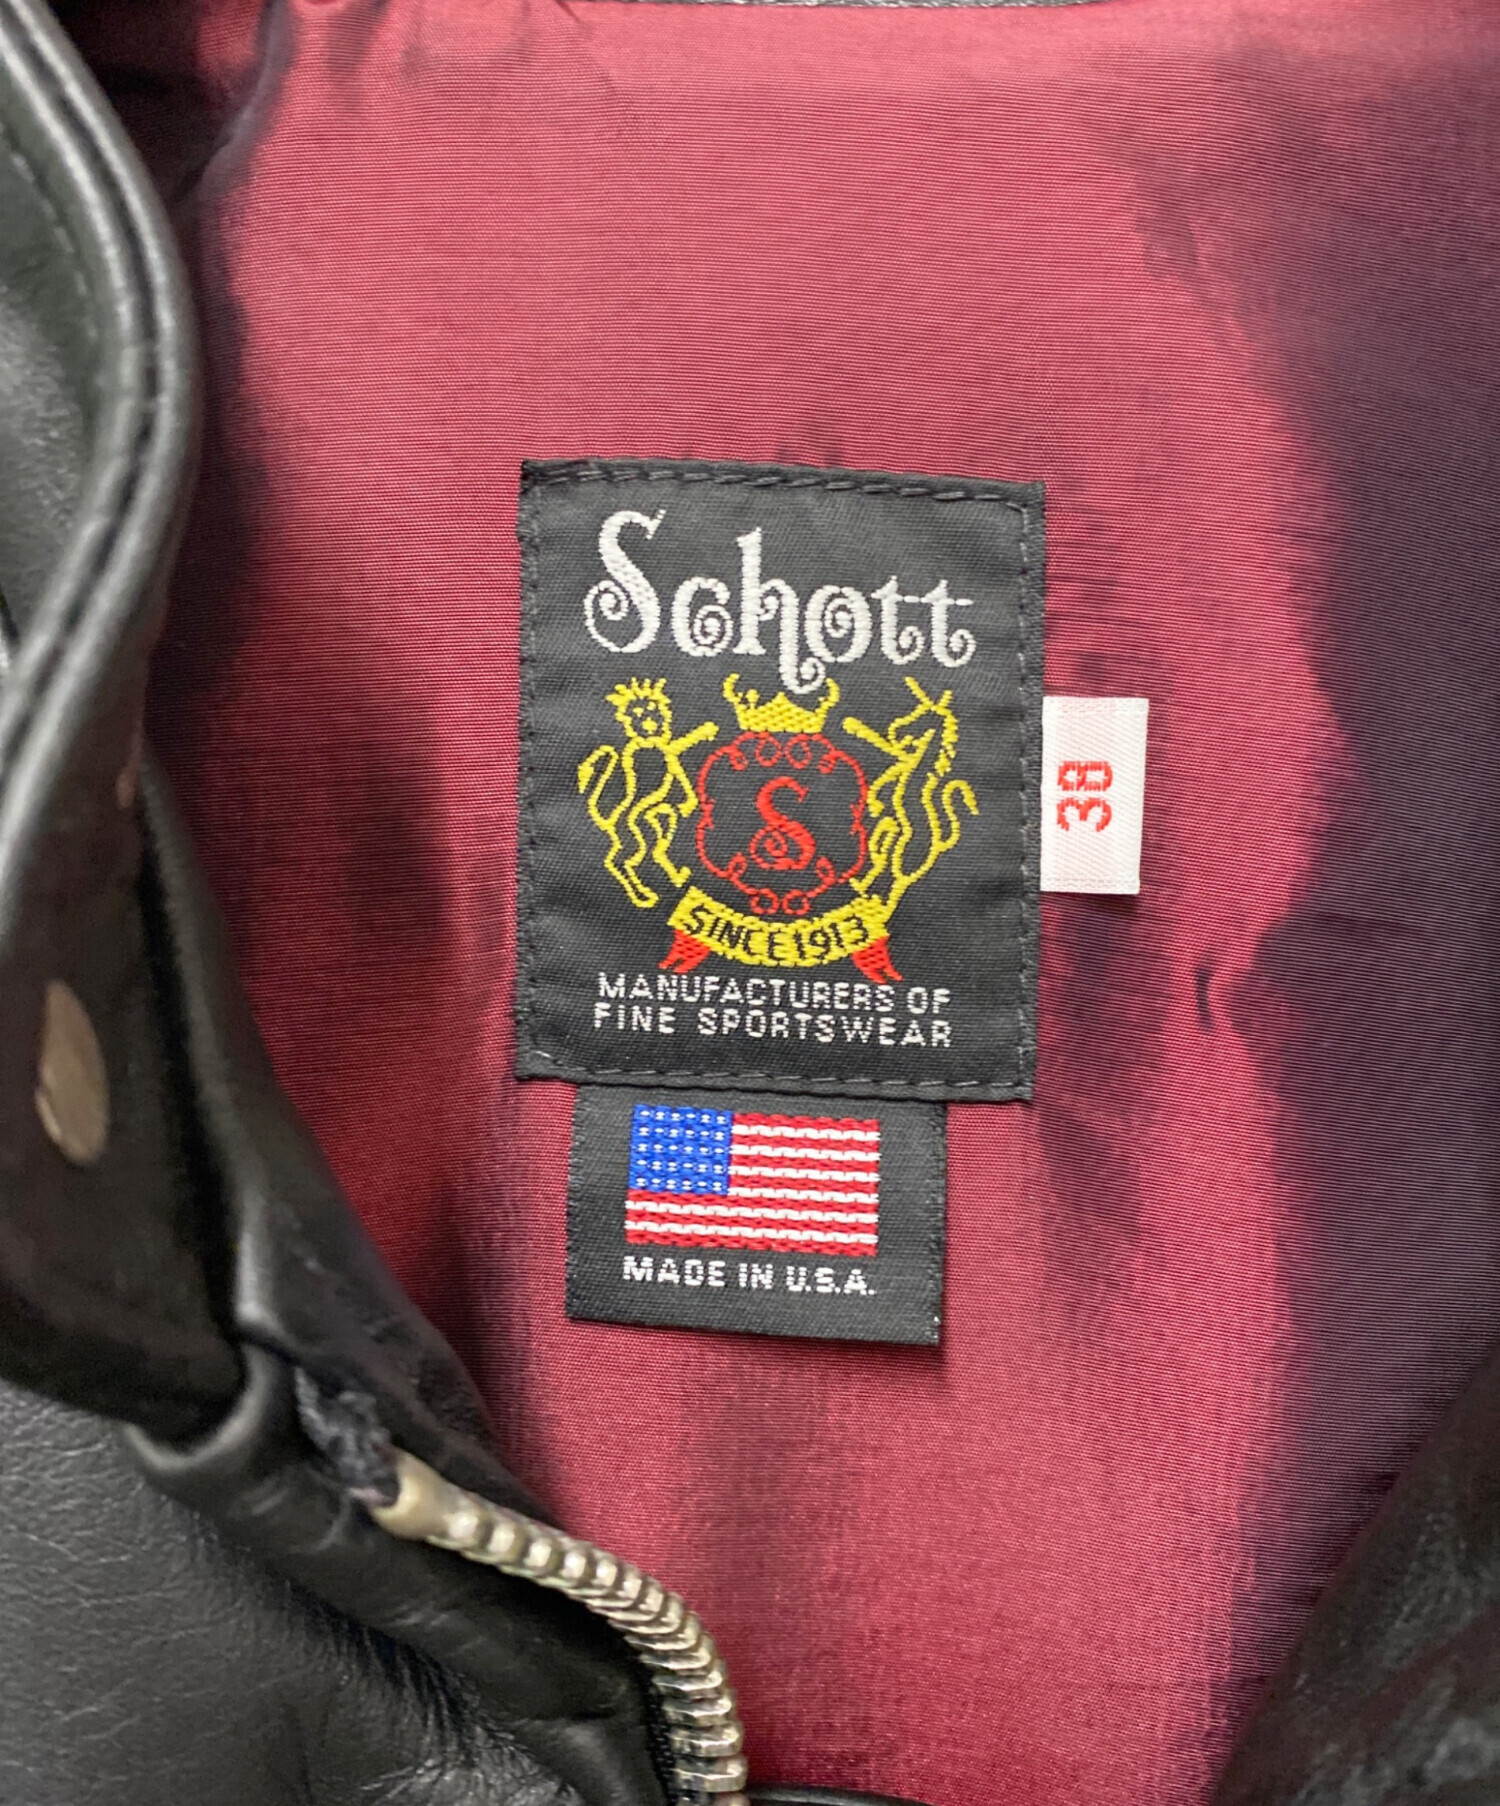 Schott
S
SINCE 1913
MANUFACTURERS OF
FINE SPORTSWEAR
38
MADE IN U.S.A.